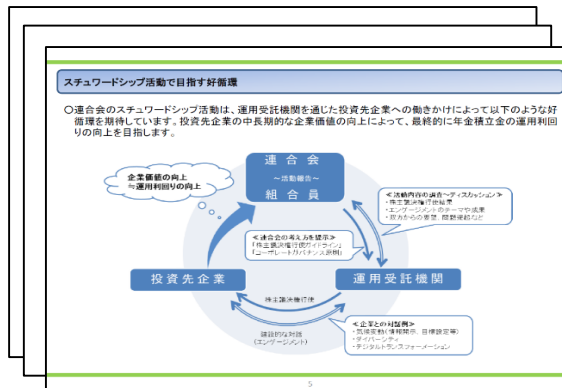 スチュワードシップ活動で目指す好循環
○連合会のスチュワードシップ活動は、運用受託機関を通じた投資先企業への働きかけによって以下のような好
循環を期待しています。投資先企業の中長期的な企業価値の向上によって、最終的に年金積立金の運用利回
りの向上を目指します。
連合会
～活動報告～
組合員
企業価値の向上
≒運用利回りの向上
≪活動内容の調査～ディスカッション≫
・株主議決権行使結果
・エンゲージメントのテーマや成果
・双方からの要望、問題提起など
≪連合会の考え方を提示≫
「株主議決権行使ガイドライン」
「コーポレートガバナンス原則」
投資先企業
運用受託機関
株主議決権行使
建設的な対話
(エンゲージメント)
≪企業との対話例≫
・気候変動(情報開示、目標設定等)
・ダイバーシティ
・デジタルトランスフォーメーション
5